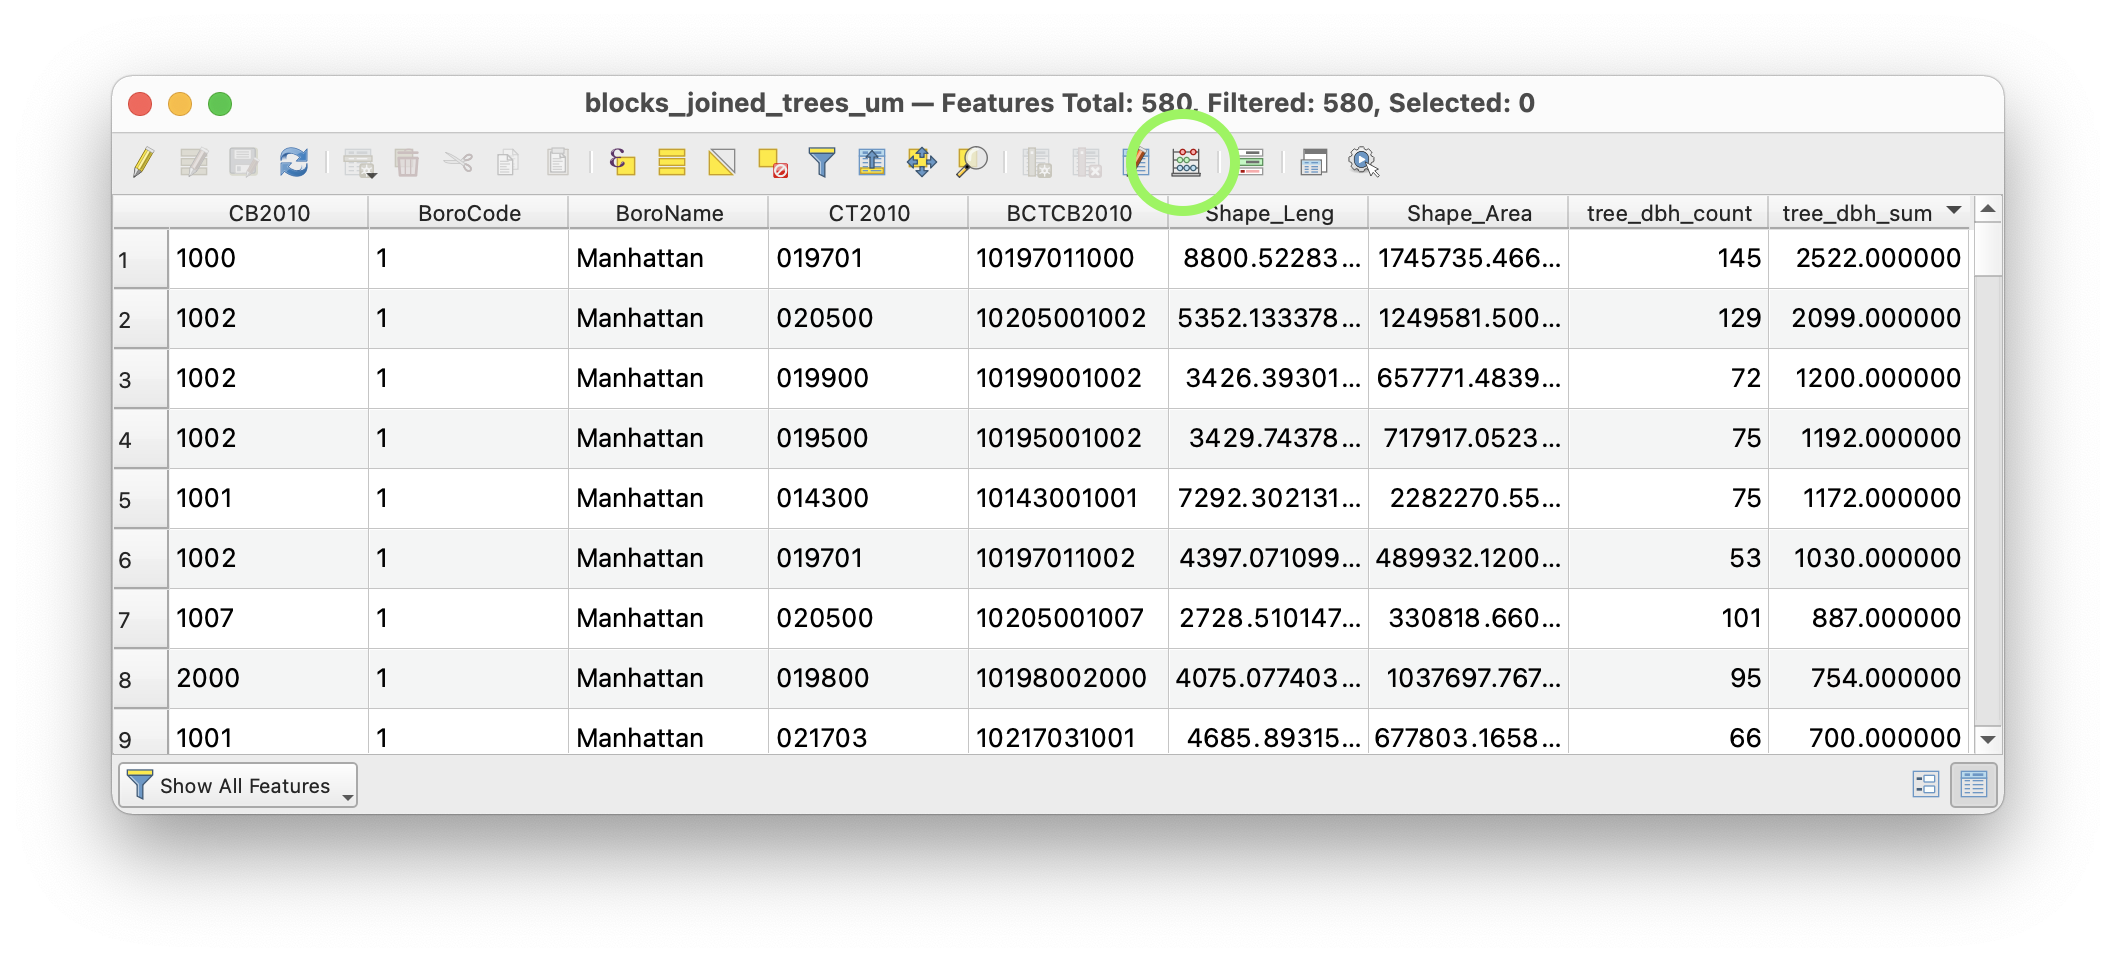 blocks_joined_trees_um — Features Total: 580, Filtered: 580, Selected: 0
CB2010 BoroCode BoroName CT2010 BCTCB2010 Shape_Leng Shape_Area tree_dbh_count tree_dbh_sum
1 1000 1 Manhattan 019701 10197011000 8800.52283... 1745735.466... 145 2522.000000
2 1002 1 Manhattan 020500 10205001002 5352.133378... 1249581.500... 129 2099.000000
3 1002 1 Manhattan 019900 10199001002 3426.39301... 657771.4839... 72 1200.000000
4 1002 1 Manhattan 019500 10195001002 3429.74378... 717917.0523... 75 1192.000000
5 1001 1 Manhattan 014300 10143001001 7292.302131... 2282270.55... 75 1172.000000
6 1002 1 Manhattan 019701 10197011002 4397.071099... 489932.1200... 53 1030.000000
7 1007 1 Manhattan 020500 10205001007 2728.510147... 330818.660... 101 887.000000
8 2000 1 Manhattan 019800 10198002000 4075.077403... 1037697.767... 95 754.000000
9 1001 1 Manhattan 021703 10217031001 4685.89315... 677803.1658... 66 700.000000
Show All Features